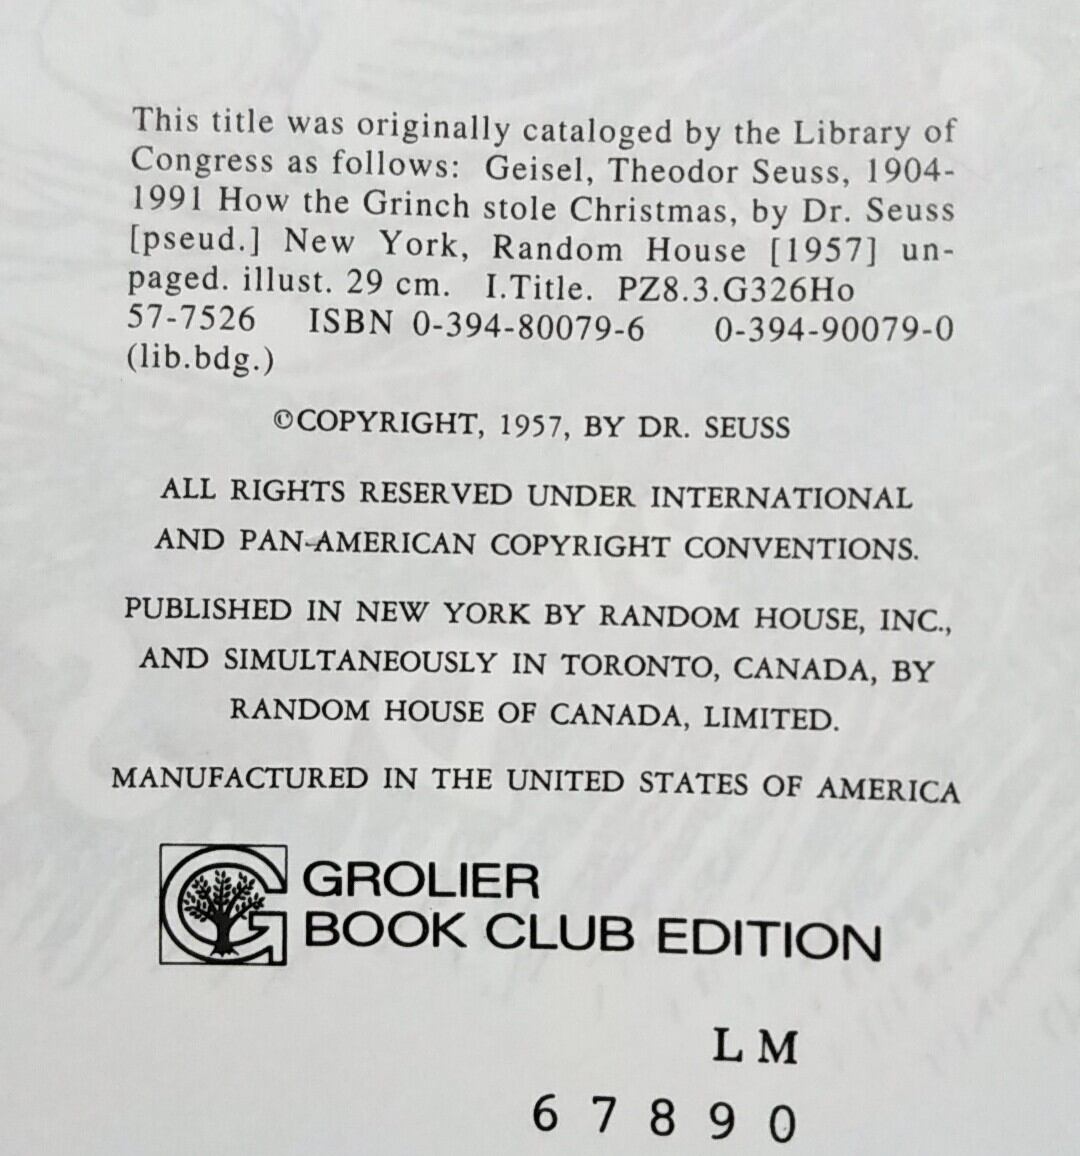 This title was originally cataloged by the Library of
Congress as follows: Geisel, Theodor Seuss, 1904-
1991 How the Grinch stole Christmas, by Dr. Seuss
[pseud.] New York, Random House [1957] un-
paged. illust. 29 cm. I.Title. PZ8.3.G326Ho
57-7526 ISBN 0-394-80079-6 0-394-90079-0
(lib.bdg.)
©COPYRIGHT, 1957, BY DR. SEUSS
ALL RIGHTS RESERVED UNDER INTERNATIONAL
AND PAN-AMERICAN COPYRIGHT CONVENTIONS.
PUBLISHED IN NEW YORK BY RANDOM HOUSE, INC.,
AND SIMULTANEOUSLY IN TORONTO, CANADA, BY
RANDOM HOUSE OF CANADA, LIMITED.
MANUFACTURED IN THE UNITED STATES OF AMERICA
GROLIER
BOOK CLUB EDITION
L M
6 7 8 9 0